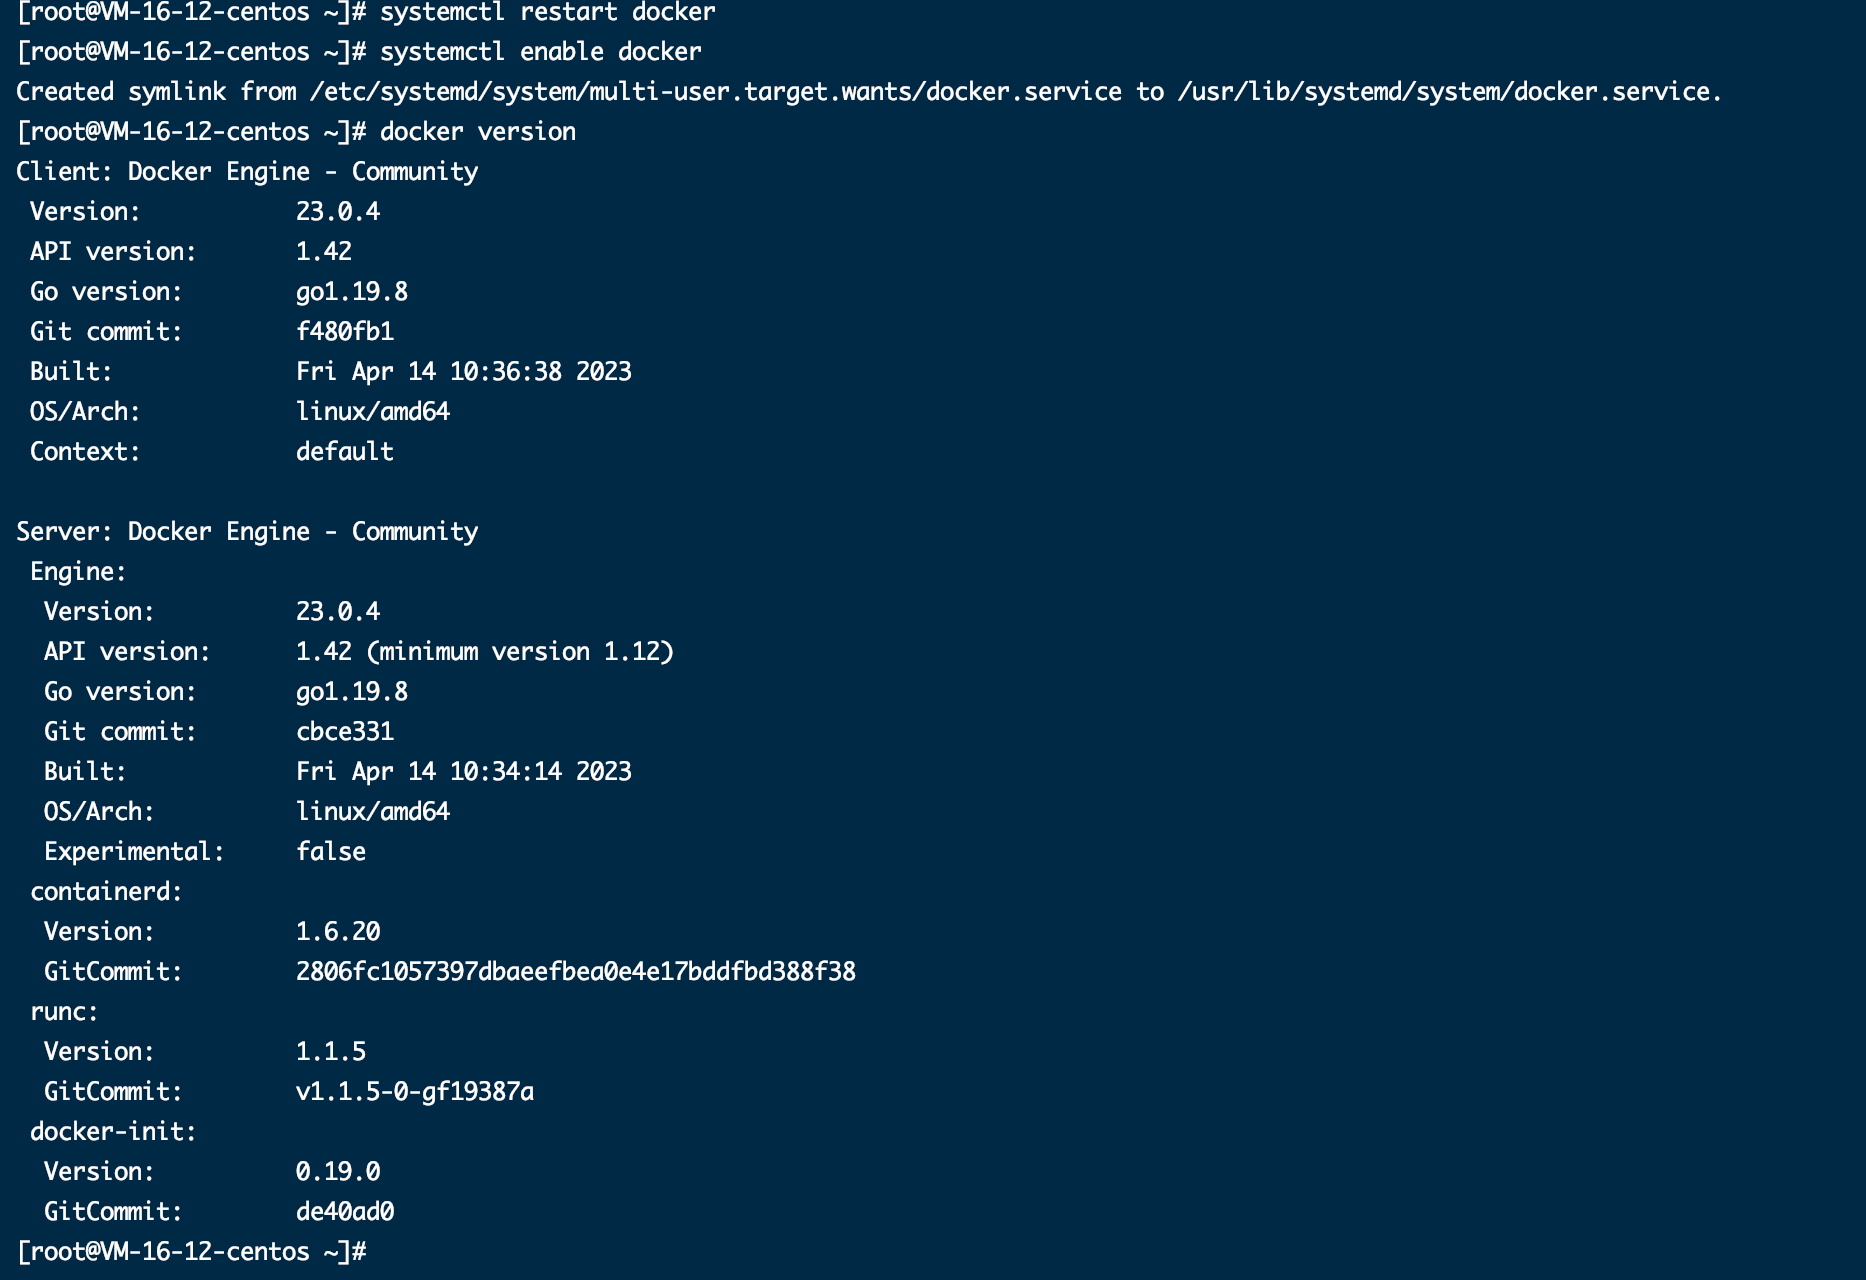 [root@VM-16-12-centos ~]# systemctl restart docker
[root@VM-16-12-centos ~]# systemctl enable docker
Created symlink from /etc/systemd/system/multi-user.target.wants/docker.service to /usr/lib/systemd/system/docker.service.
[root@VM-16-12-centos ~]# docker version
Client: Docker Engine - Community
 Version:           23.0.4
 API version:       1.42
 Go version:        go1.19.8
 Git commit:        f480fb1
 Built:             Fri Apr 14 10:36:38 2023
 OS/Arch:           linux/amd64
 Context:           default

Server: Docker Engine - Community
 Engine:
  Version:          23.0.4
  API version:      1.42 (minimum version 1.12)
  Go version:       go1.19.8
  Git commit:       cbce331
  Built:            Fri Apr 14 10:34:14 2023
  OS/Arch:          linux/amd64
  Experimental:     false
 containerd:
  Version:          1.6.20
  GitCommit:        2806fc1057397dbaeefbea0e4e17bddfbd388f38
 runc:
  Version:          1.1.5
  GitCommit:        v1.1.5-0-gf19387a
 docker-init:
  Version:          0.19.0
  GitCommit:        de40ad0
[root@VM-16-12-centos ~]#